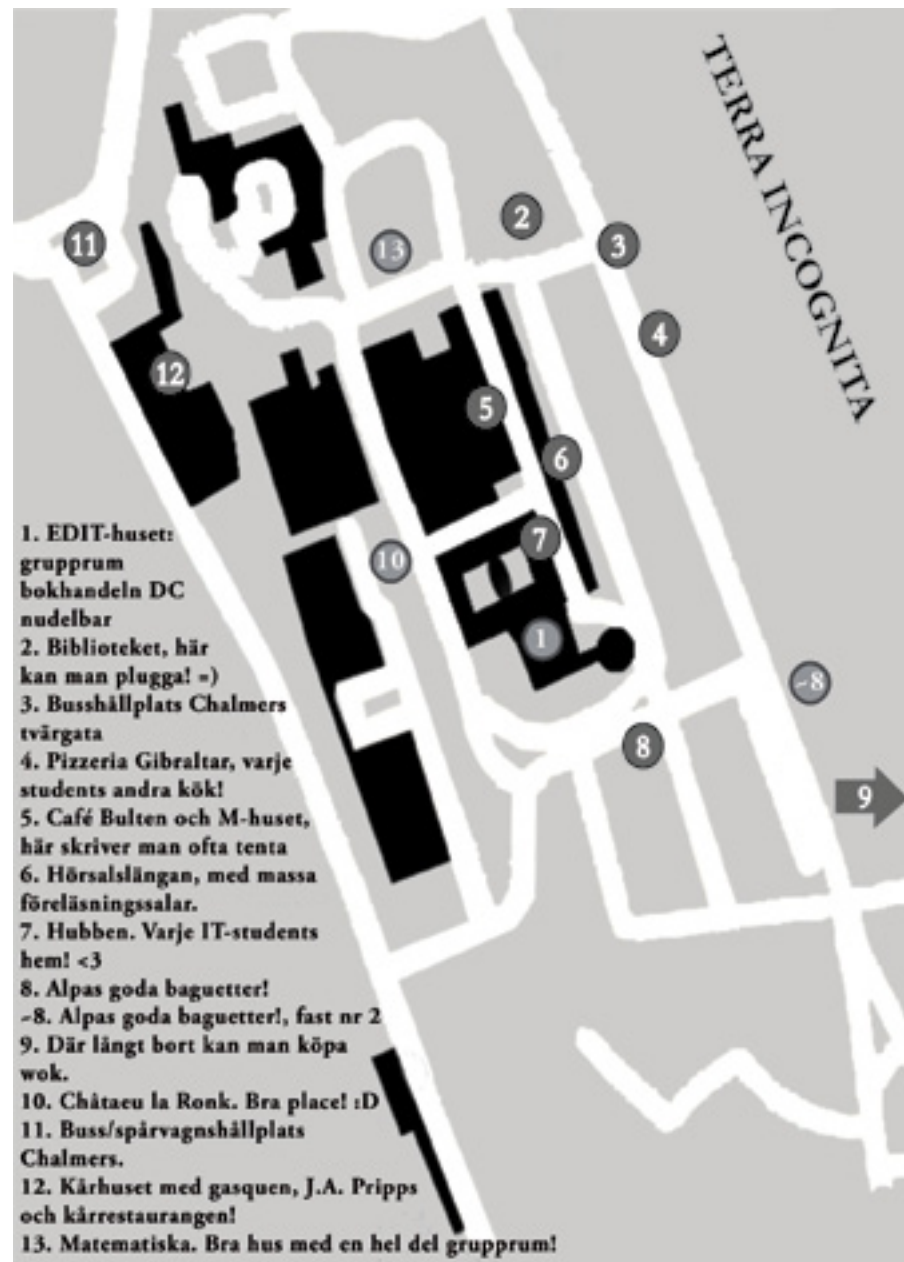 TERRA INCOGNITA
11
13
2
3
4
12
5
6
7
10
1
~8
8
9
1. EDIT-huset:
grupprum
bokhandeln DC
nudelbar
2. Biblioteket, här
kan man plugga! =)
3. Busshållplats Chalmers
tvärgata
4. Pizzeria Gibraltar, varje
students andra kök!
5. Café Bulten och M-huset,
här skriver man ofta tenta
6. Hörsalslängan, med massa
föreläsningssalar.
7. Hubben. Varje IT-students
hem! <3
8. Alpas goda baguetter!
~8. Alpas goda baguetter!, fast nr 2
9. Där långt bort kan man köpa
wok.
10. Châtaeu la Ronk. Bra place! :D
11. Buss/spårvagnshållplats
Chalmers.
12. Kårhuset med gasquen, J.A. Pripps
och kårrestaurangen!
13. Matematiska. Bra hus med en hel del grupprum!